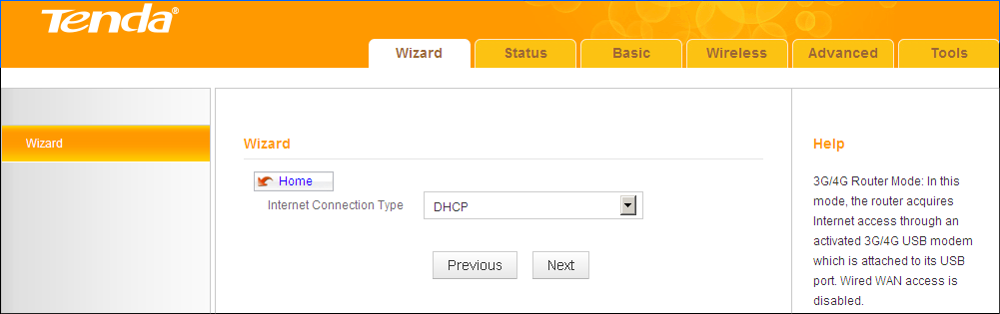 Tenda®
Wizard Status Basic Wireless Advanced Tools
Wizard
Wizard
Home
Internet Connection Type DHCP
Previous Next
Help
3G/4G Router Mode: In this
mode, the router acquires
Internet access through an
activated 3G/4G USB modem
which is attached to its USB
port. Wired WAN access is
disabled.